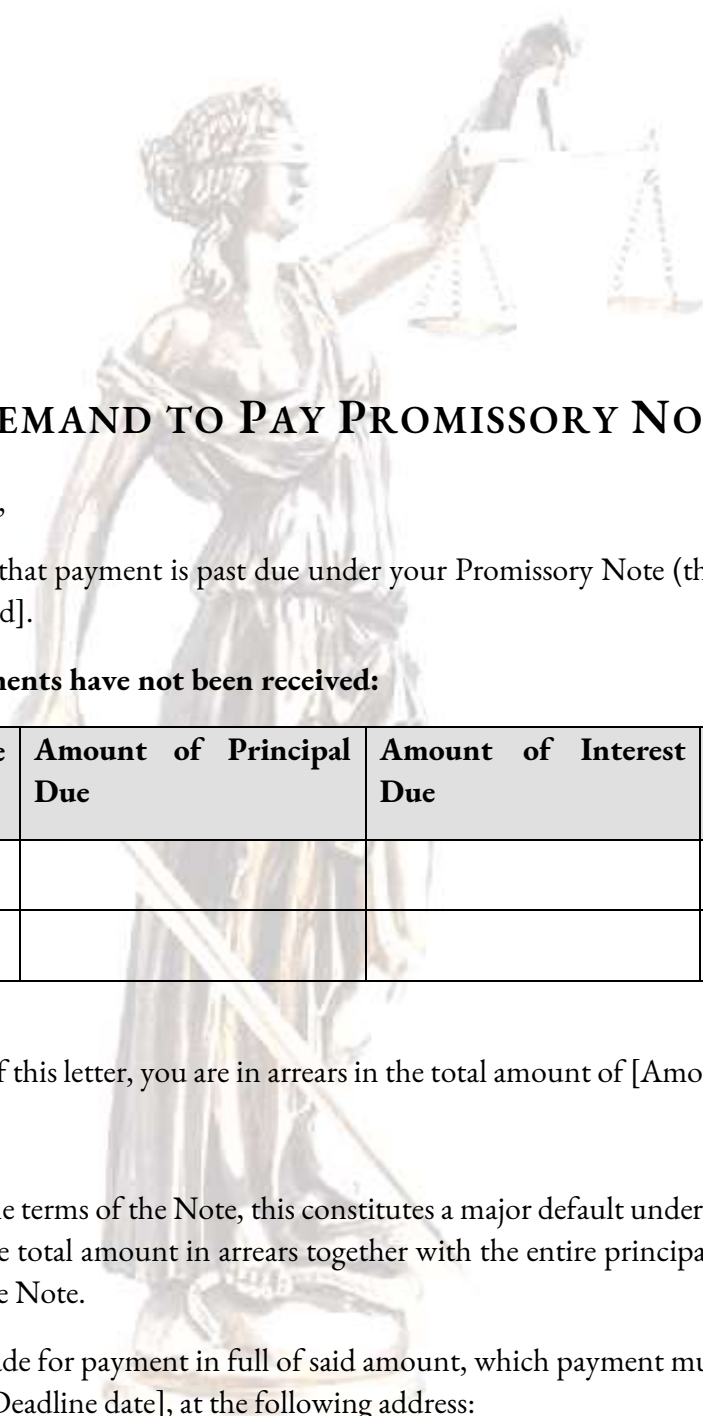 EMAND TO PAY PROMISSORY NO
,
that payment is past due under your Promissory Note (th
d].
nents have not been received:
e Amount of Principal Amount of Interest
Due Due
f this letter, you are in arrears in the total amount of [Amo
e terms of the Note, this constitutes a major default under
e total amount in arrears together with the entire principa
e Note.
de for payment in full of said amount, which payment mu
Deadline date], at the following address: